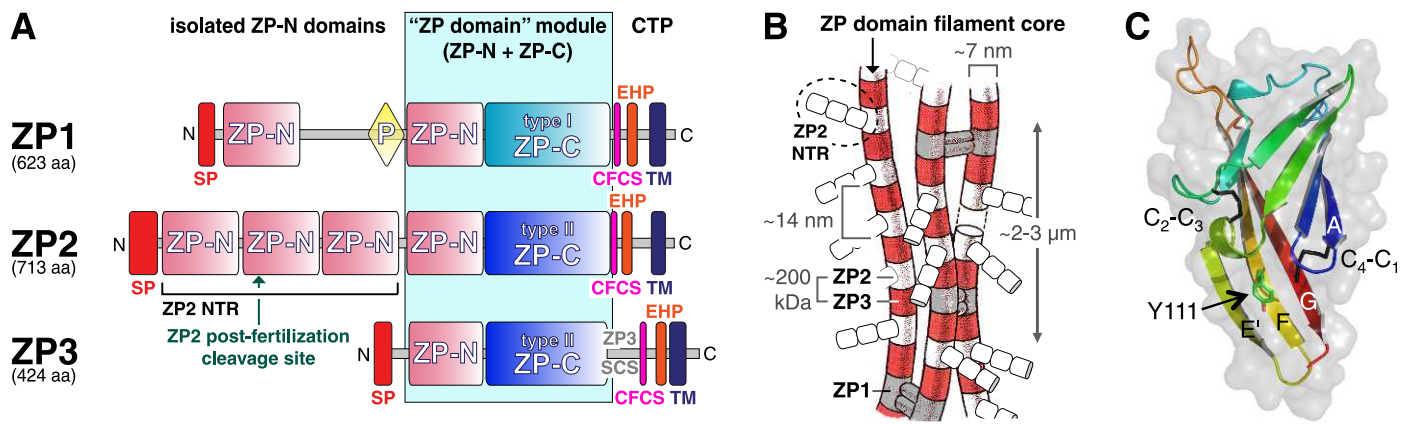 A
isolated ZP-N domains
“ZP domain” module
(ZP-N + ZP-C)
CTP
ZP1
(623 aa)
N
SP
ZP-N
P
ZP-N
type I
ZP-C
EHP
C
CFCS TM
ZP2
(713 aa)
N
SP
ZP-N
ZP-N
ZP-N
ZP-N
type II
ZP-C
EHP
C
CFCS TM
ZP2 NTR
ZP2 post-fertilization
cleavage site
ZP3
(424 aa)
N
SP
ZP-N
type II
ZP-C
ZP3
SCS
EHP
C
CFCS TM
B
ZP domain filament core
~7 nm
ZP2
NTR
~14 nm
~2-3 µm
~200
kDa
ZP2
ZP3
ZP1
C
C2-C3
A
C4-C1
Y111
E'
F
G